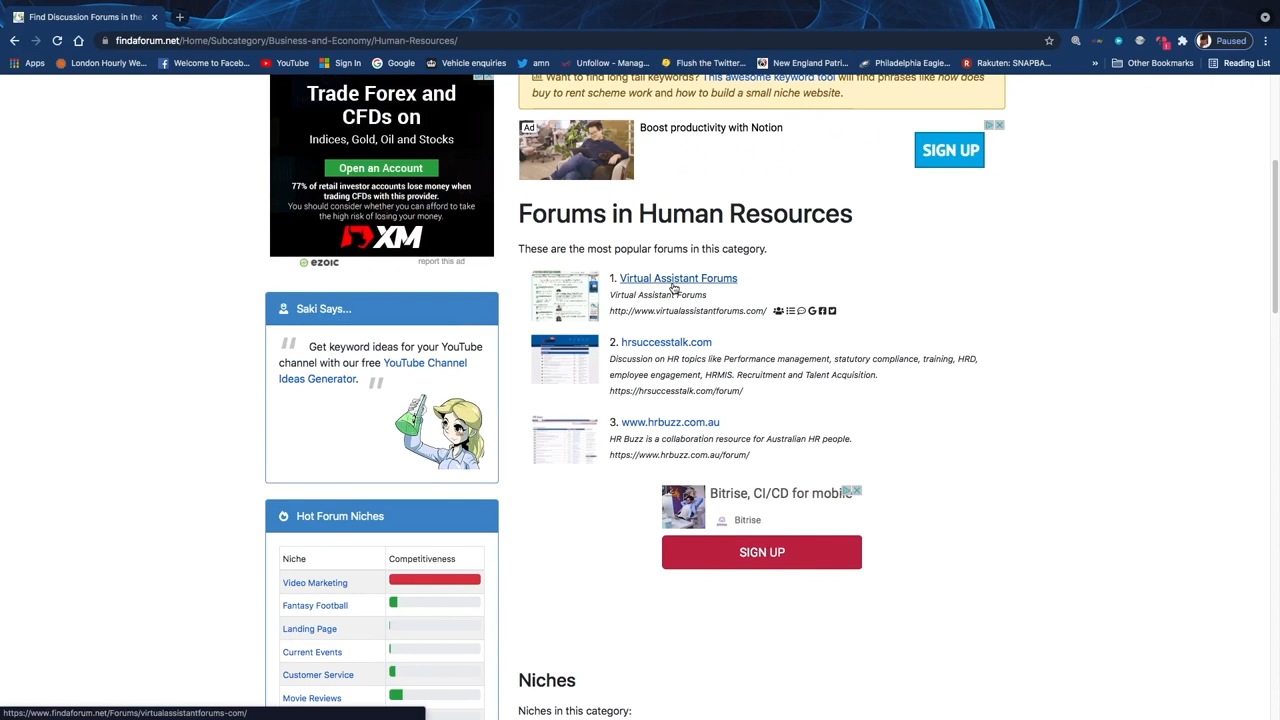 Find Discussion Forums in the
findaforum.net/Home/Subcategory/Business-and-Economy/Human-Resources/
Paused
Apps
London Hourly We...
Welcome to Faceb...
YouTube
Sign In
Google
Vehicle enquiries
amn
Unfollow - Manag...
Flush the Twitter...
New England Patri...
Philadelphia Eagle...
Rakuten: SNAPBA...
»
Other Bookmarks
Reading List
Trade Forex and
CFDs on
Indices, Gold, Oil and Stocks
Open an Account
77% of retail investor accounts lose money when
trading CFDs with this provider.
You should consider whether you can afford to take
the high risk of losing your money.
XM
ezoic
report this ad
Saki Says...
Get keyword ideas for your YouTube
channel with our free YouTube Channel
Ideas Generator.
Hot Forum Niches
Niche Competitiveness
Video Marketing
Fantasy Football
Landing Page
Current Events
Customer Service
Movie Reviews
Want to find long tail keywords? This awesome keyword tool will find phrases like how does
buy to rent scheme work and how to build a small niche website.
Ad
Boost productivity with Notion
SIGN UP
Forums in Human Resources
These are the most popular forums in this category.
1. Virtual Assistant Forums
Virtual Assistant Forums
http://www.virtualassistantforums.com/
2. hrsuccesstalk.com
Discussion on HR topics like Performance management, statutory compliance, training, HRD,
employee engagement, HRMIS. Recruitment and Talent Acquisition.
https://hrsuccesstalk.com/forum/
3. www.hrbuzz.com.au
HR Buzz is a collaboration resource for Australian HR people.
https://www.hrbuzz.com.au/forum/
Bitrise, CI/CD for mobile
Bitrise
SIGN UP
Niches
Niches in this category:
https://www.findaforum.net/Forums/virtualassistantforums-com/